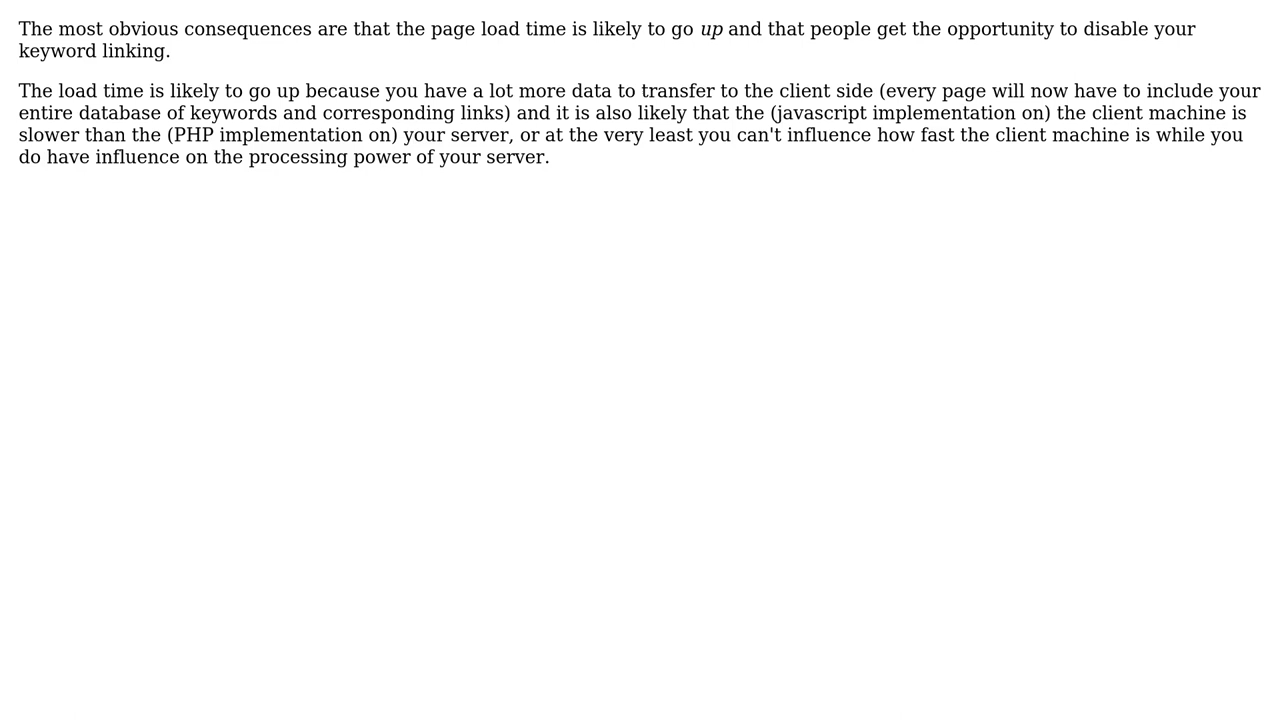 The most obvious consequences are that the page load time is likely to go up and that people get the opportunity to disable your
keyword linking.
The load time is likely to go up because you have a lot more data to transfer to the client side (every page will now have to include your
entire database of keywords and corresponding links) and it is also likely that the (javascript implementation on) the client machine is
slower than the (PHP implementation on) your server, or at the very least you can't influence how fast the client machine is while you
do have influence on the processing power of your server.